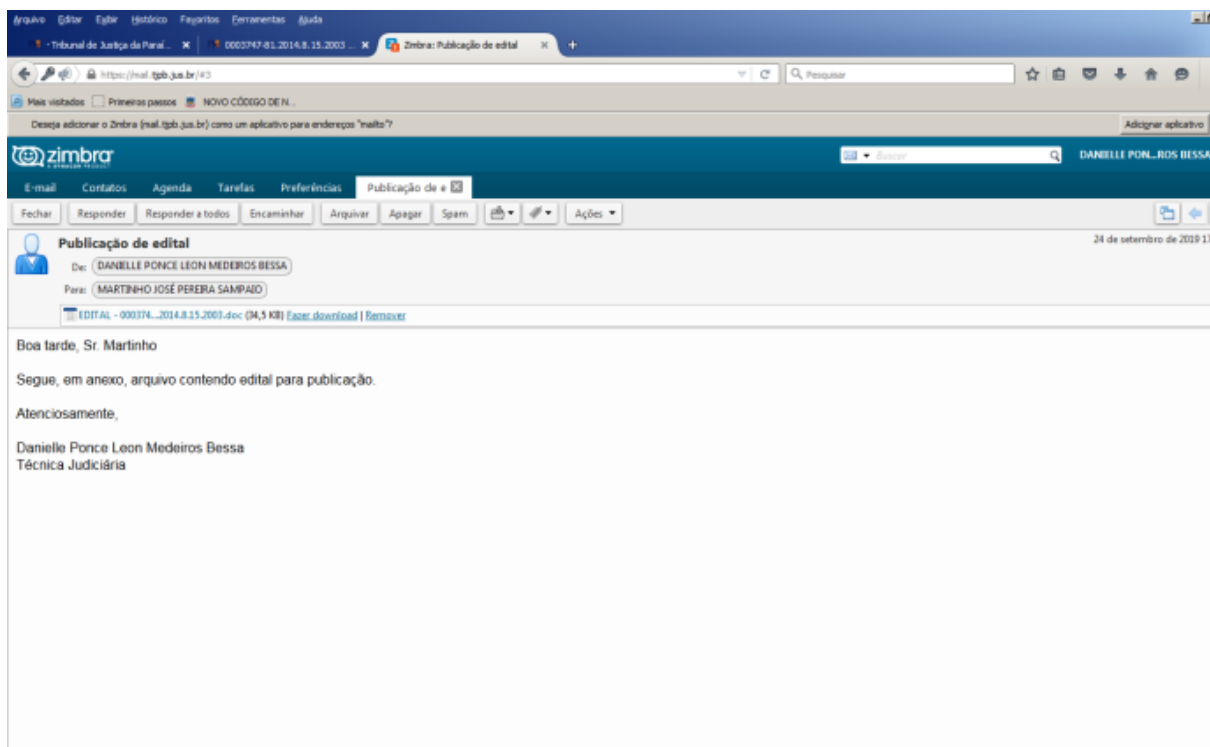 Arquivo Editar Exibir Histórico Favoritos Ferramentas Ajuda
- Tribunal de Justiça da Paraí... 0003747-81.2014.8.15.2003 ... Zimbra: Publicação de edital
https://mail.tjpb.jus.br/#3 Pesquisar
Mais visitados Primeiros passos NOVO CÓDIGO DE N...
Deseja adicionar o Zimbra (mail.tjpb.jus.br) como um aplicativo para endereços "mailto"? Adicionar aplicativo
zimbra Buscar DANIELLE PON...ROS BESSA
E-mail Contatos Agenda Tarefas Preferências Publicação de e
Fechar Responder Responder a todos Encaminhar Arquivar Apagar Spam Ações
Publicação de edital 24 de setembro de 2019 17
De: DANIELLE PONCE LEON MEDEIROS BESSA
Para: MARTINHO JOSÉ PEREIRA SAMPAIO
EDITAL - 000374...2014.8.15.2003.doc (34,5 KB) Fazer download | Remover
Boa tarde, Sr. Martinho
Segue, em anexo, arquivo contendo edital para publicação.
Atenciosamente,
Danielle Ponce Leon Medeiros Bessa
Técnica Judiciária